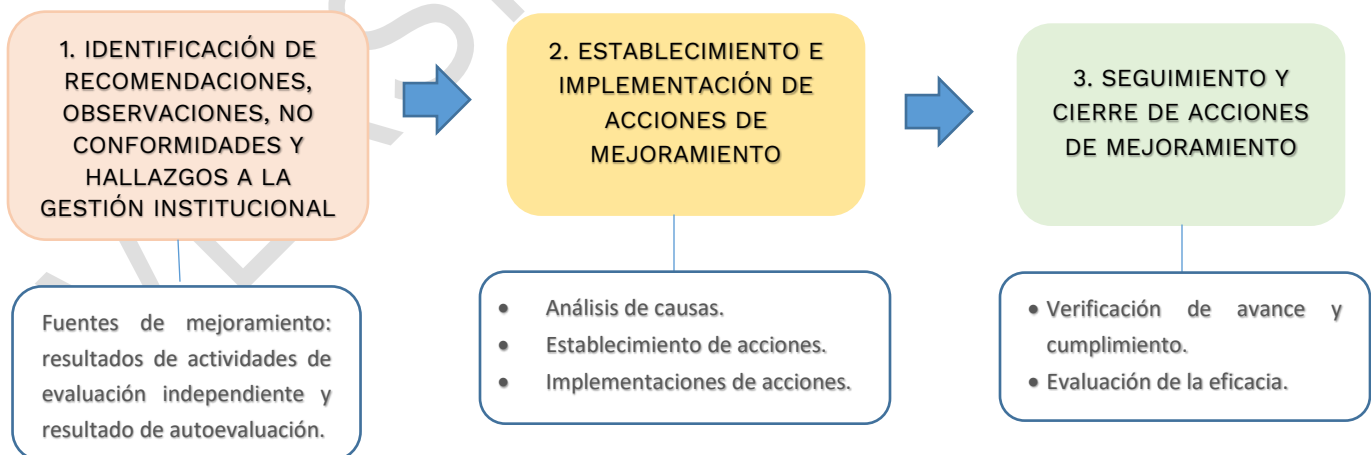 1. IDENTIFICACIÓN DE
RECOMENDACIONES,
OBSERVACIONES, NO
CONFORMIDADES Y
HALLAZGOS A LA
GESTIÓN INSTITUCIONAL
2. ESTABLECIMIENTO E
IMPLEMENTACIÓN DE
ACCIONES DE
MEJORAMIENTO
3. SEGUIMIENTO Y
CIERRE DE ACCIONES
DE MEJORAMIENTO
Fuentes de mejoramiento:
resultados de actividades de
evaluación independiente y
resultado de autoevaluación.
• Análisis de causas.
• Establecimiento de acciones.
• Implementaciones de acciones.
• Verificación de avance y
cumplimiento.
• Evaluación de la eficacia.